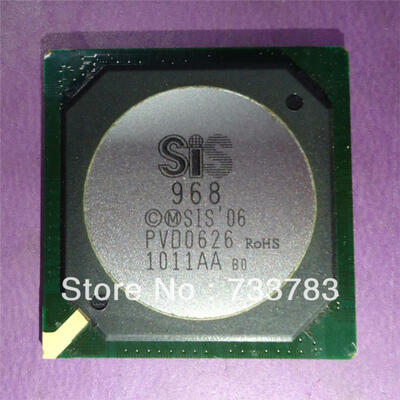 SiS
968
©ⓂSIS'06
PVD0626 RoHS
1011AA B0
Store No: 733783